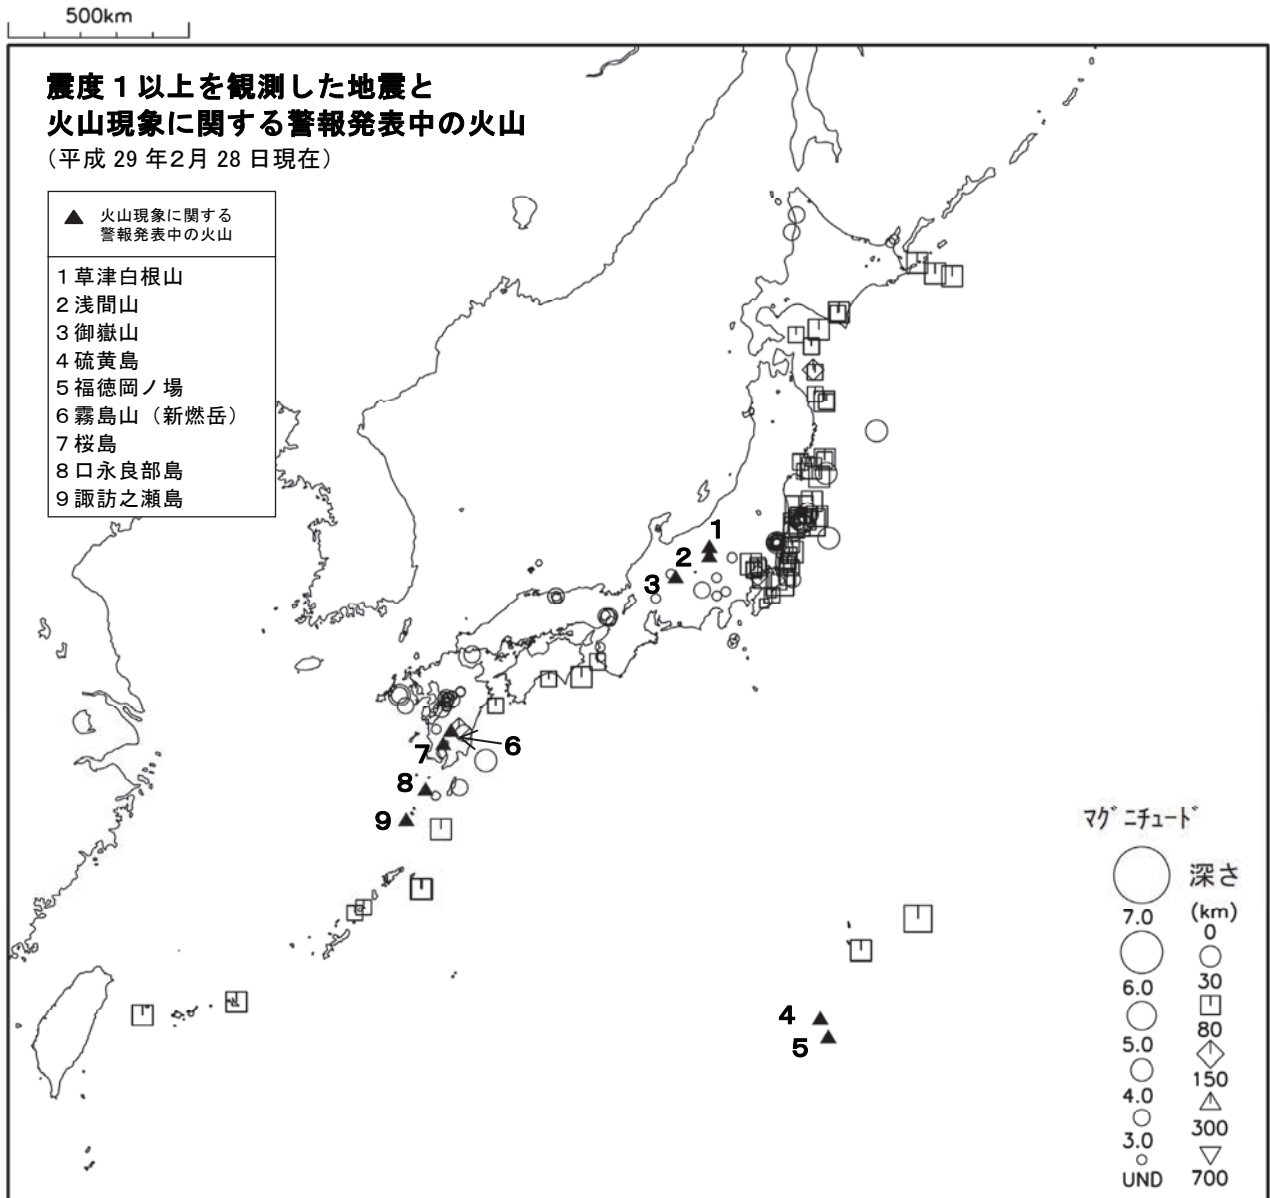 500km
震度１以上を観測した地震と
火山現象に関する警報発表中の火山
（平成 29 年２月 28 日現在）
▲ 火山現象に関する
警報発表中の火山
１草津白根山
２浅間山
３御嶽山
４硫黄島
５福徳岡ノ場
６霧島山（新燃岳）
７桜島
８口永良部島
９諏訪之瀬島
1
2
3
6
7
8
9
4
5
マグニチュード
深さ
(km)
7.0
0
6.0
30
80
5.0
150
4.0
300
3.0
UND
700